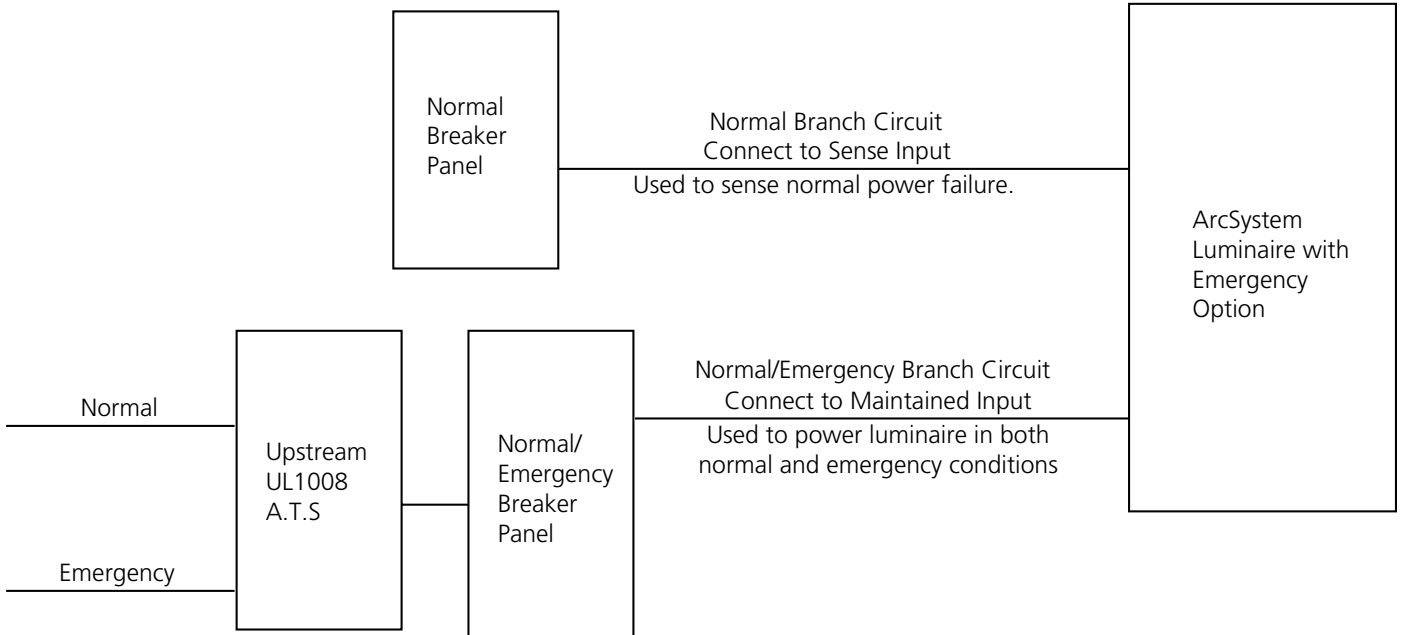 Normal
Breaker
Panel
Normal Branch Circuit
Connect to Sense Input
Used to sense normal power failure.
ArcSystem
Luminaire with
Emergency
Option
Normal
Emergency
Upstream
UL1008
A.T.S
Normal/
Emergency
Breaker
Panel
Normal/Emergency Branch Circuit
Connect to Maintained Input
Used to power luminaire in both
normal and emergency conditions